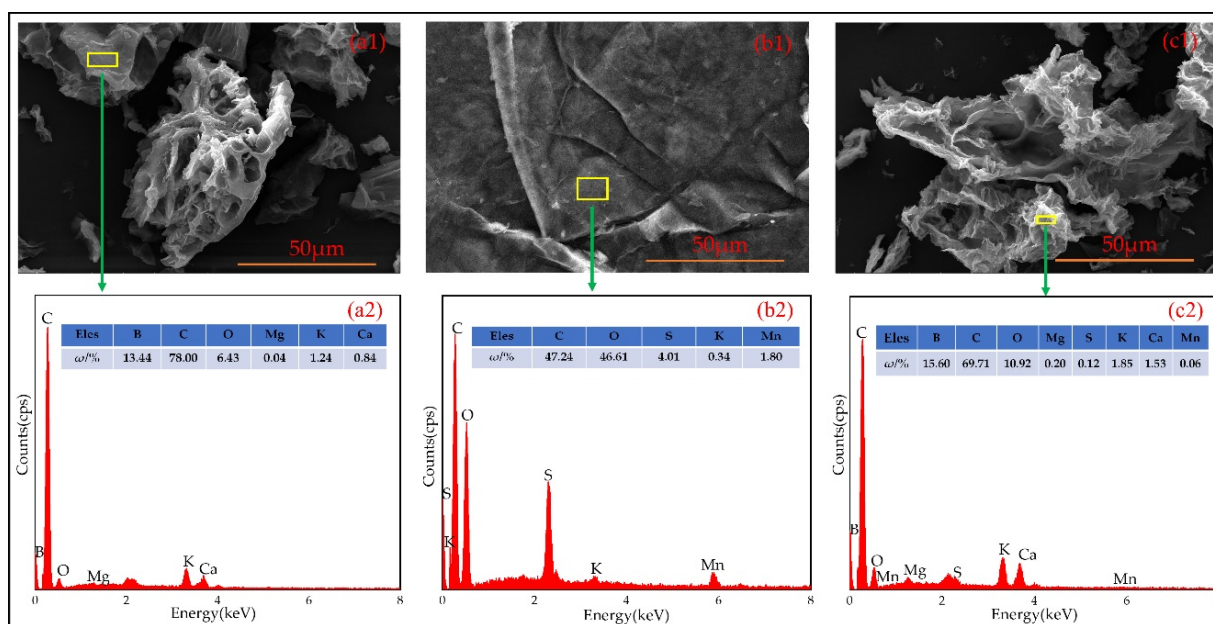 (a1)
50μm
(b1)
50μm
(c1)
50μm
(a2)
C
Eles B C O Mg K Ca
ω/% 13.44 78.00 6.43 0.04 1.24 0.84
Counts(cps)
B
O
Mg
K
Ca
0 2 4 6 8
Energy(keV)
(b2)
C
Eles C O S K Mn
ω/% 47.24 46.61 4.01 0.34 1.80
Counts(cps)
O
S
S
K
K
Mn
0 2 4 6 8
Energy(keV)
(c2)
C
Eles B C O Mg S K Ca Mn
ω/% 15.60 69.71 10.92 0.20 0.12 1.85 1.53 0.06
Counts(cps)
B
O
Mn
Mg
S
K
Ca
Mn
0 2 4 6
Energy(keV)